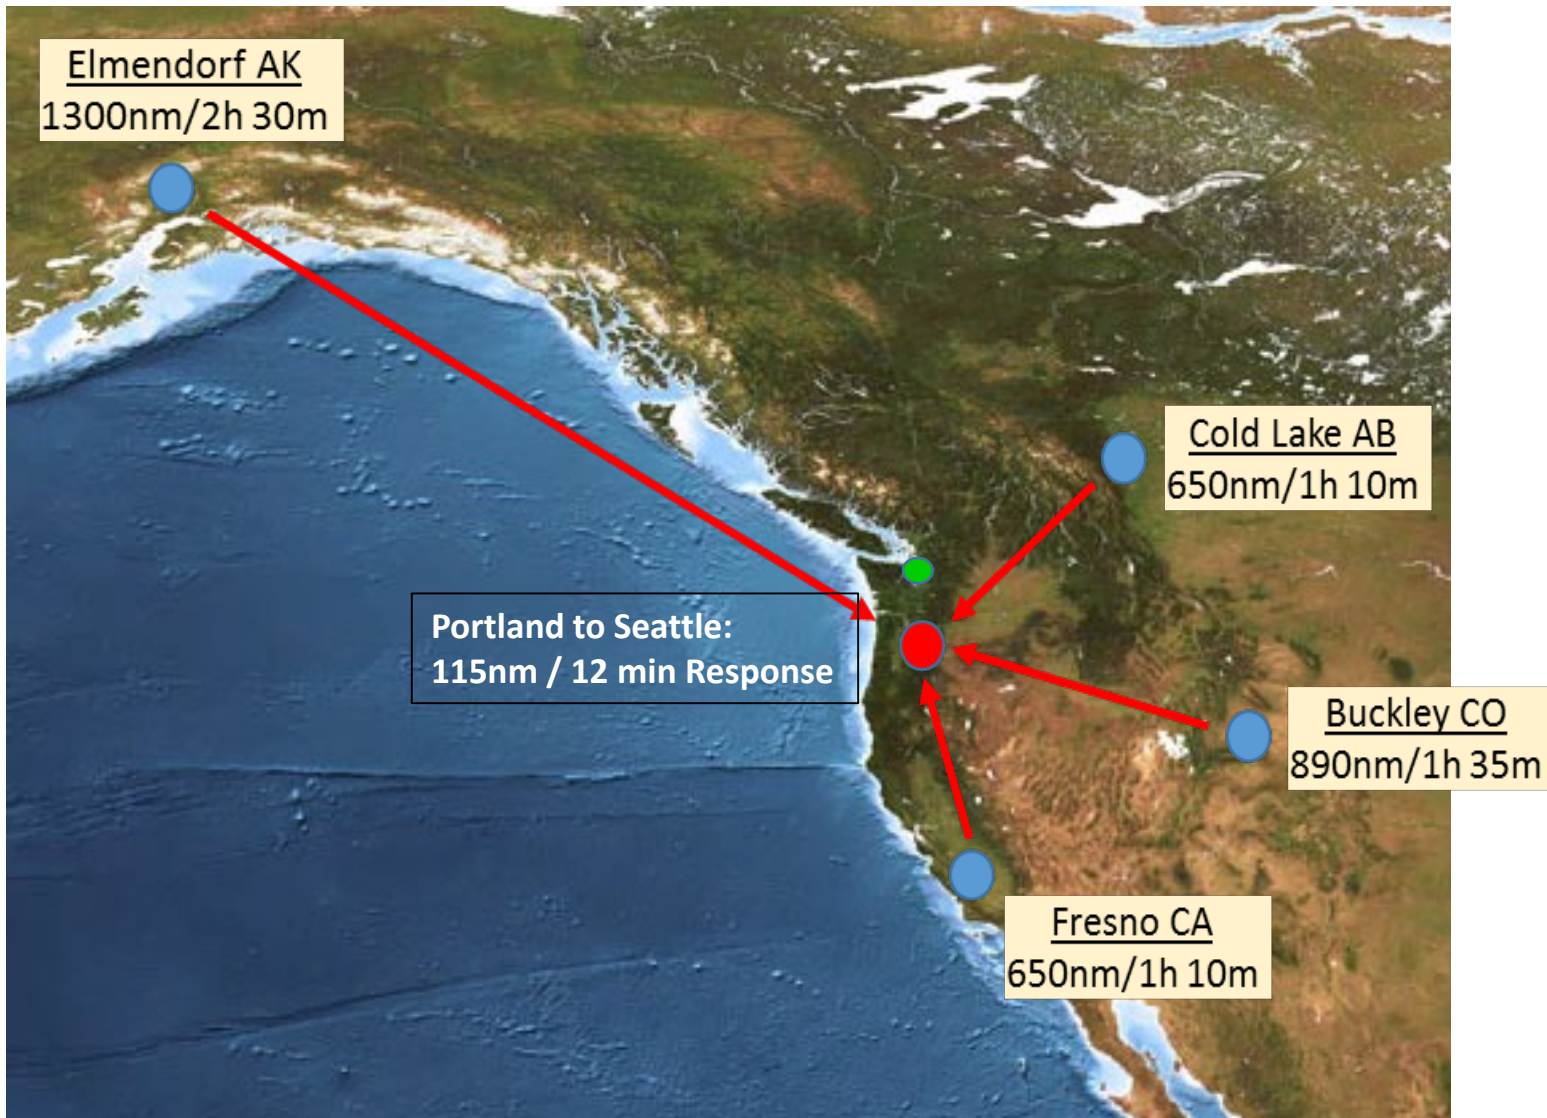 Elmendorf AK
1300nm/2h 30m
Cold Lake AB
650nm/1h 10m
Portland to Seattle:
115nm / 12 min Response
Buckley CO
890nm/1h 35m
Fresno CA
650nm/1h 10m